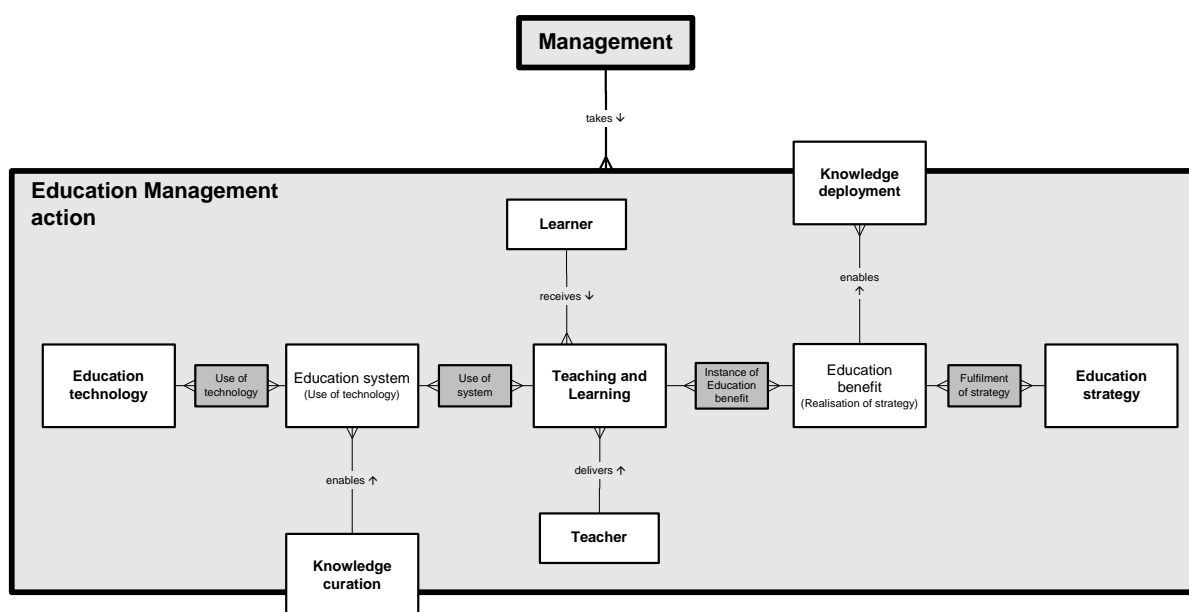 Management
takes ↓
Knowledge
deployment
Education Management
action
Learner
enables
↑
receives ↓
Education
technology
Use of
technology
Education system
(Use of technology)
Use of
system
Teaching and
Learning
Instance of
Education
benefit
Education
benefit
(Realisation of strategy)
Fulfilment
of strategy
Education
strategy
enables ↑
delivers ↑
Teacher
Knowledge
curation